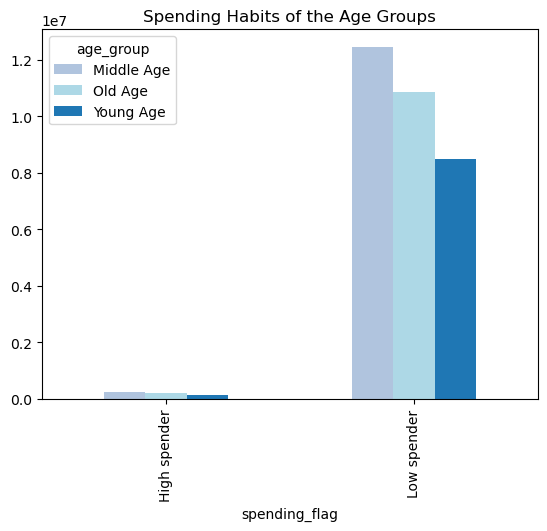 Spending Habits of the Age Groups
1e7
age_group
Middle Age
Old Age
Young Age
1.2
1.0
0.8
0.6
0.4
0.2
0.0
High spender
Low spender
spending_flag